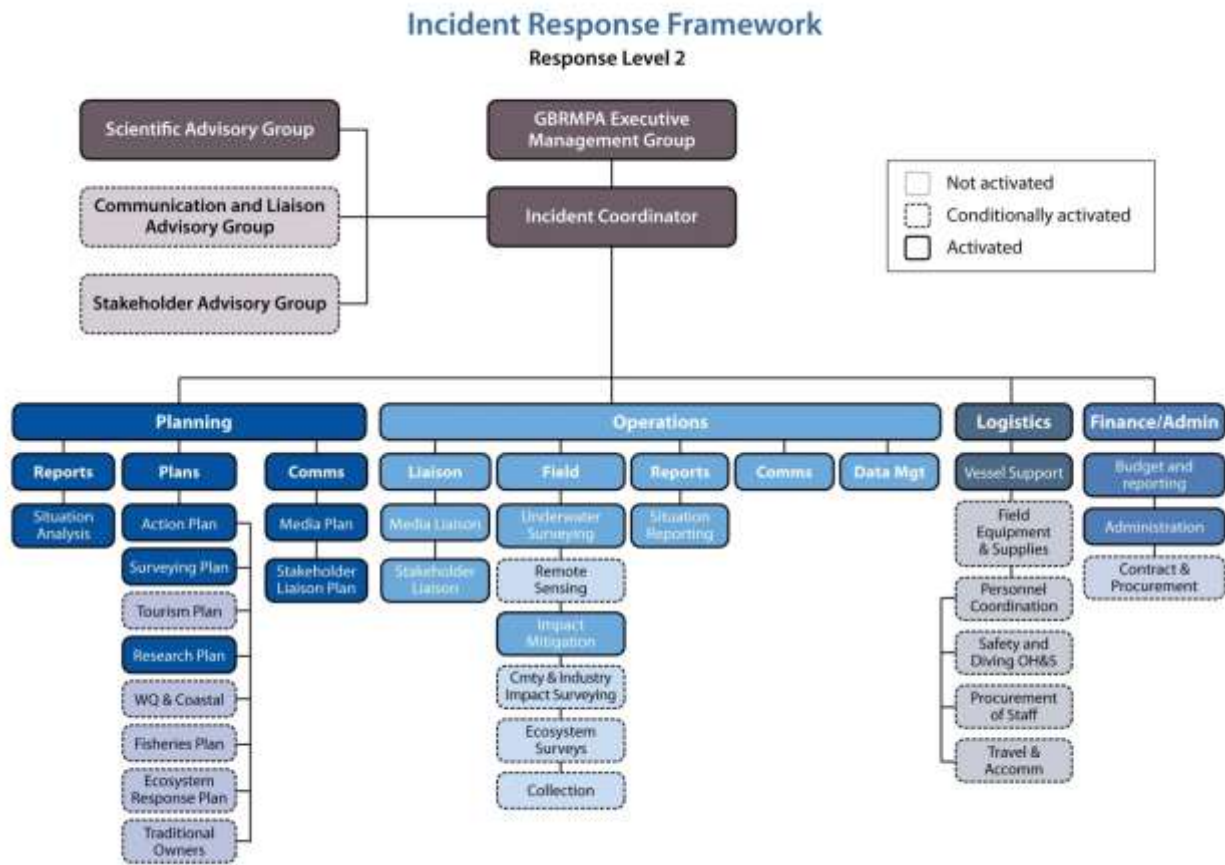 Incident Response Framework
Response Level 2
Scientific Advisory Group
GBRMPA Executive
Management Group
Communication and Liaison
Advisory Group
Incident Coordinator
Stakeholder Advisory Group
Not activated
Conditionally activated
Activated
Planning
Operations
Logistics
Finance/Admin
Reports
Plans
Comms
Liaison
Field
Reports
Comms
Data Mgt
Vessel Support
Budget and
reporting
Situation
Analysis
Action Plan
Surveying Plan
Tourism Plan
Research Plan
WQ & Coastal
Fisheries Plan
Ecosystem
Response Plan
Traditional
Owners
Media Plan
Stakeholder
Liaison Plan
Media Liaison
Stakeholder
Liaison
Underwater
Surveying
Remote
Sensing
Impact
Mitigation
Cmty & Industry
Impact Surveying
Ecosystem
Surveys
Collection
Situation
Reporting
Field
Equipment
& Supplies
Personnel
Coordination
Safety and
Diving OH&S
Procurement
of Staff
Travel &
Accomm
Administration
Contract &
Procurement